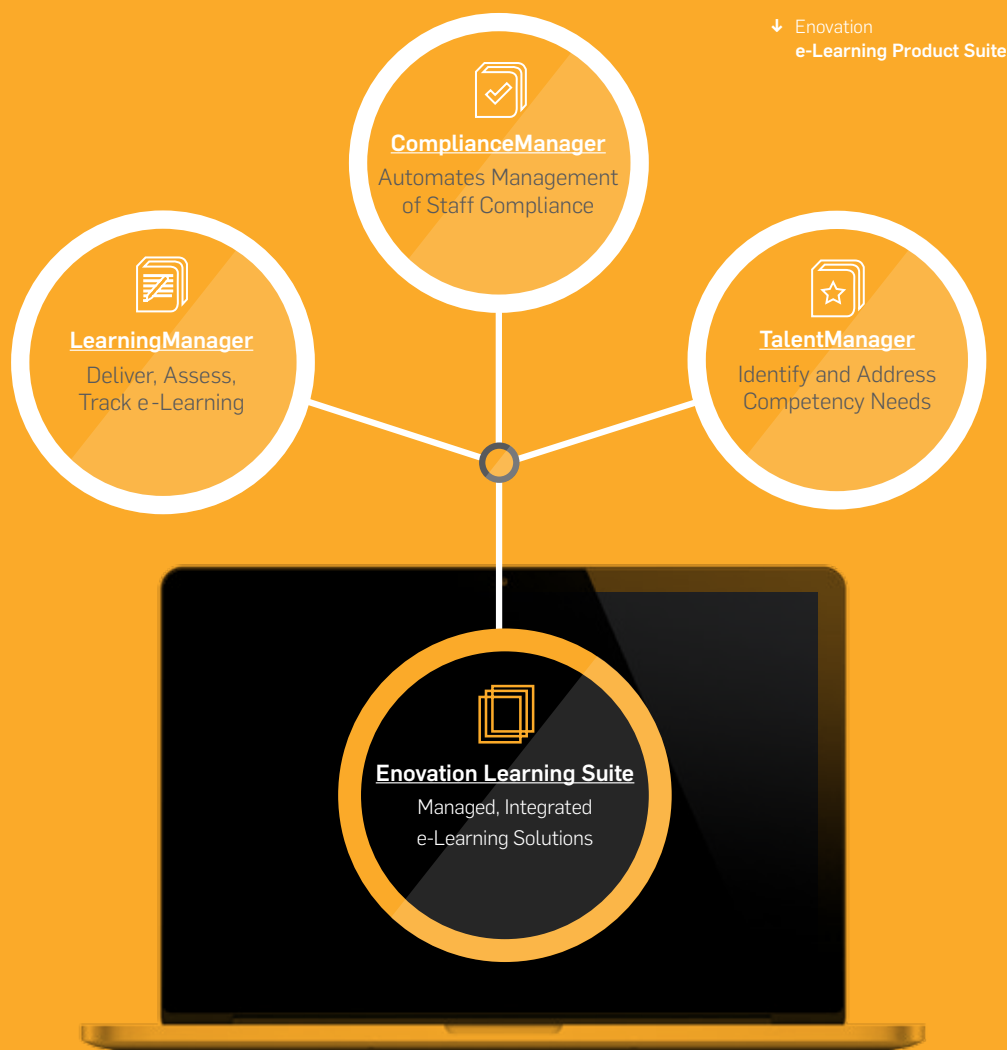 ↓ Enovation
e-Learning Product Suite
ComplianceManager
Automates Management
of Staff Compliance
LearningManager
Deliver, Assess,
Track e-Learning
TalentManager
Identify and Address
Competency Needs
Enovation Learning Suite
Managed, Integrated
e-Learning Solutions